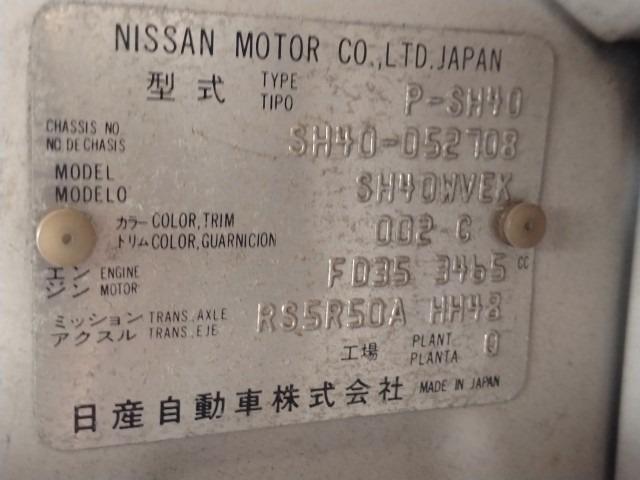 NISSAN MOTOR CO.,LTD.JAPAN
型式 TYPE TIPO P-SH40
CHASSIS NO. NO.DE CHASIS SH40-052708
MODEL MODELO SH40WVEK
カラー COLOR,TRIM トリム COLOR,GUARNICION 002-C
エンジン ENGINE MOTOR FD35 3465 CC
ミッション TRANS.AXLE アクスル TRANS.EJE RS5R50A HH48
工場 PLANT PLANTA 0
日産自動車株式会社 MADE IN JAPAN